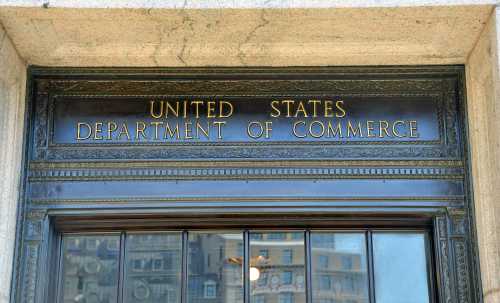 UNITED STATES
DEPARTMENT OF COMMERCE